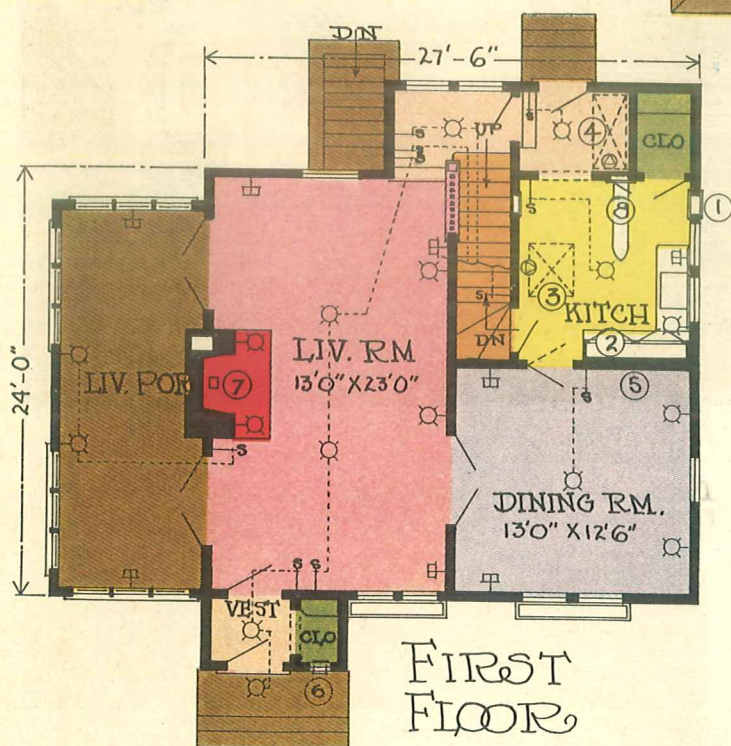 DN
27'-6"
S
UP
S
④
CLO
S
S
S
⑧
①
24'-0"
③
KITCH
S
LIV. RM
DN
②
LIV. POR
⑦
13'0" X 23'0"
⑤
S
S
DINING RM.
13'0" X 12'6"
S S
VEST
CLO
⑥
FIRST
FLOOR